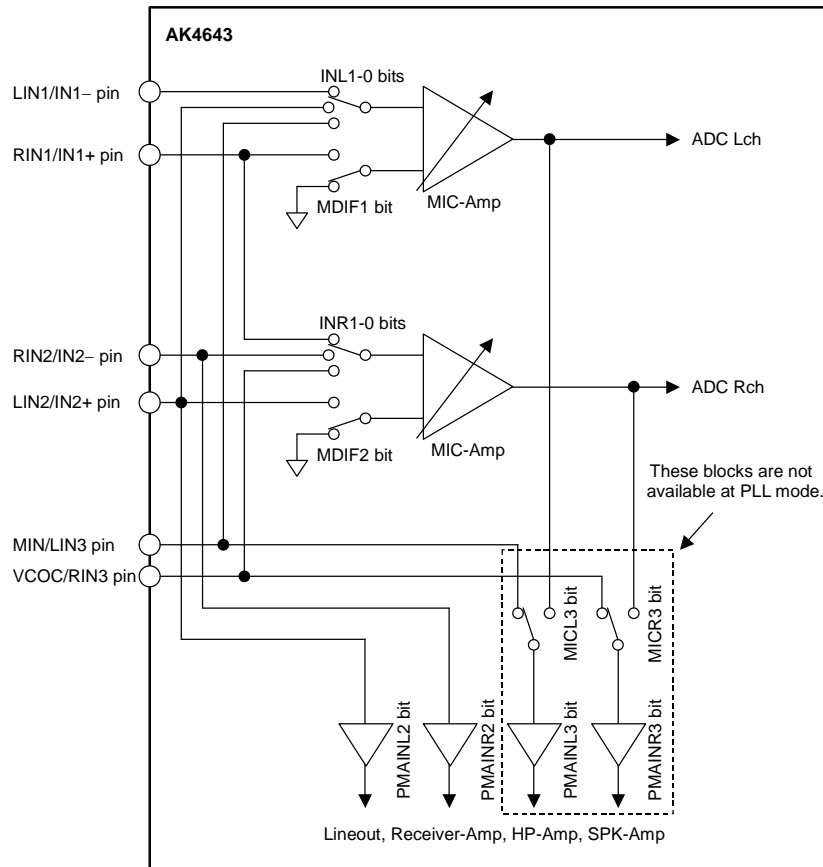 AK4643
INL1-0 bits
LIN1/IN1− pin
RIN1/IN1+ pin
ADC Lch
MDIF1 bit
MIC-Amp
INR1-0 bits
RIN2/IN2− pin
LIN2/IN2+ pin
ADC Rch
MDIF2 bit
MIC-Amp
These blocks are not
available at PLL mode.
MIN/LIN3 pin
VCOC/RIN3 pin
MICL3 bit
MICR3 bit
PMAINL2 bit
PMAINR2 bit
PMAINL3 bit
PMAINR3 bit
Lineout, Receiver-Amp, HP-Amp, SPK-Amp